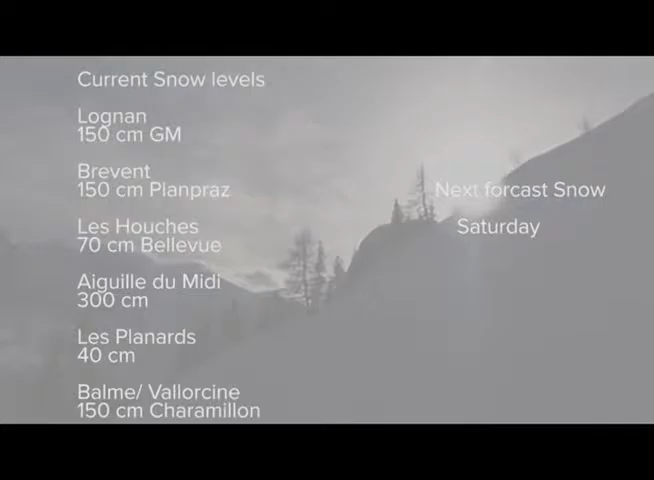 Current Snow levels
Lognan
150 cm GM
Brevent
150 cm Planpraz
Les Houches
70 cm Bellevue
Aiguille du Midi
300 cm
Les Planards
40 cm
Balme/ Vallorcine
150 cm Charamillon
Next forcast Snow
Saturday